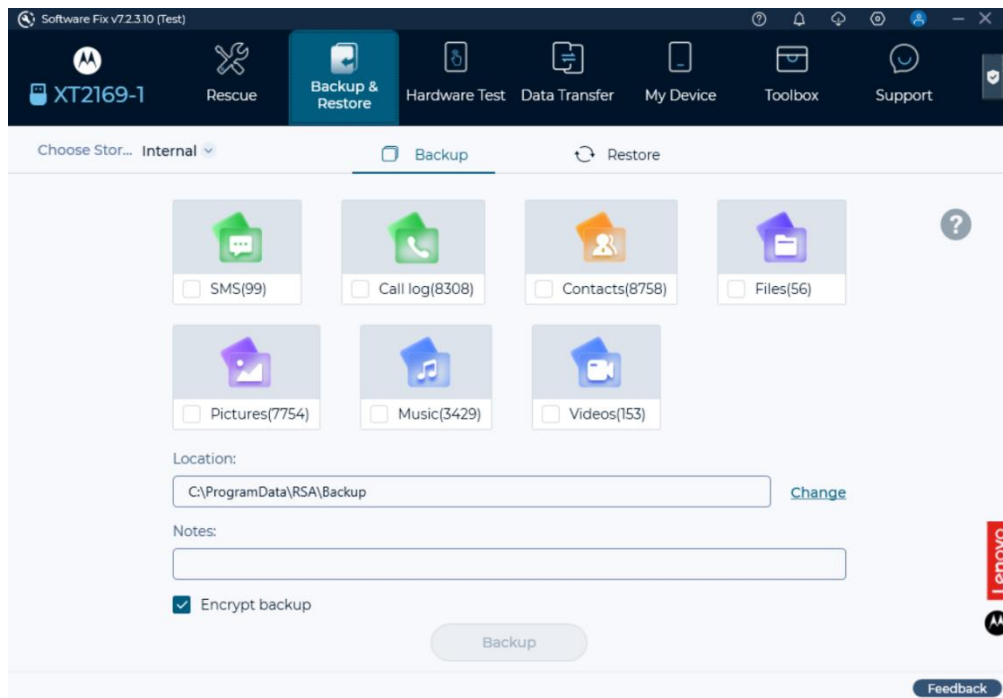 Software Fix v7.2.3.10 (Test)
XT2169-1
Rescue
Backup &
Restore
Hardware Test
Data Transfer
My Device
Toolbox
Support
Choose Stor... Internal
Backup
Restore
SMS(99)
Call log(8308)
Contacts(8758)
Files(56)
Pictures(7754)
Music(3429)
Videos(153)
Location:
C:\ProgramData\RSA\Backup
Change
Notes:
Encrypt backup
Backup
Lenovo
Feedback